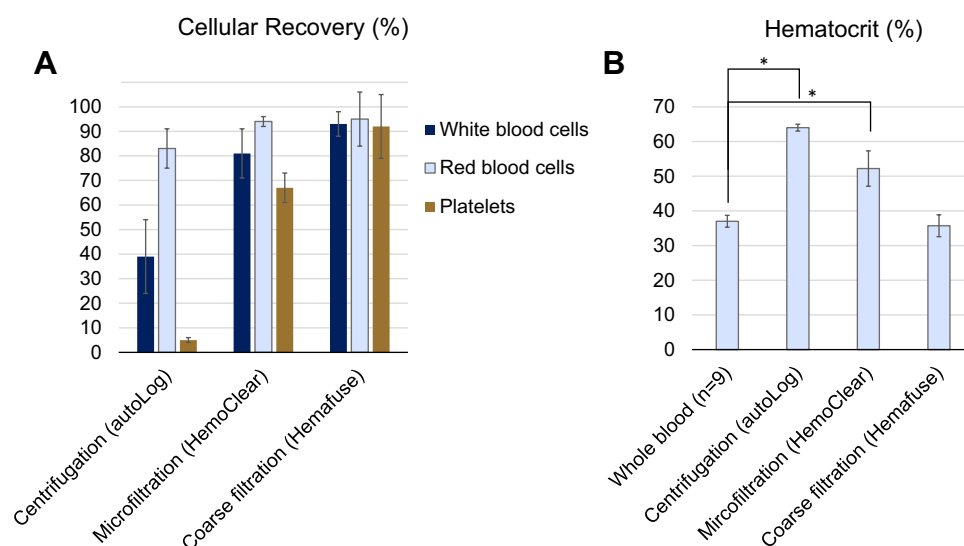 Cellular Recovery (%)
A
100
90
80
70
60
50
40
30
20
10
0
Centrifugation (autoLog)
Microfiltration (HemoClear)
Coarse filtration (Hemafuse)
White blood cells
Red blood cells
Platelets
Hematocrit (%)
B
*
*
70
60
50
40
30
20
10
0
Whole blood (n=9)
Centrifugation (autoLog)
Mircofiltration (HemoClear)
Coarse filtration (Hemafuse)